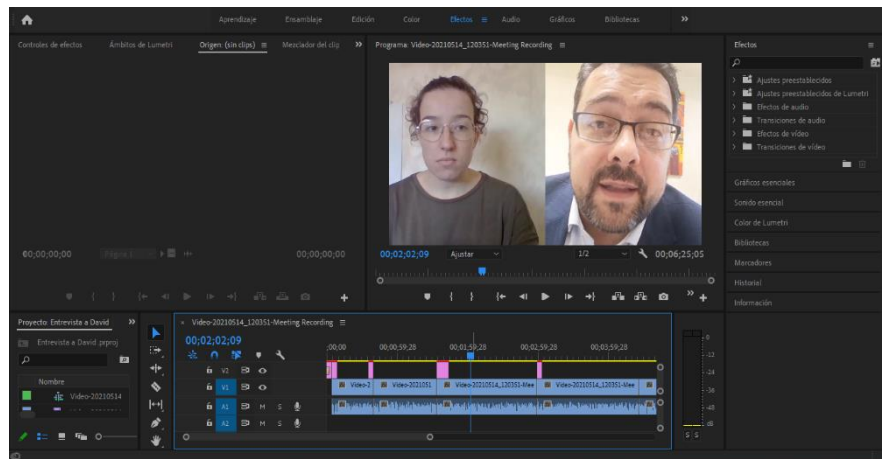 Aprendizaje Ensamblaje Edición Color Efectos Audio Gráficos Bibliotecas
Controles de efectos Ámbitos de Lumetri Origen: (sin clips) Mezclador del clip
Programa: Video-20210514_120351-Meeting Recording
Efectos
Ajustes preestablecidos
Ajustes preestablecidos de Lumetri
Efectos de audio
Transiciones de audio
Efectos de vídeo
Transiciones de vídeo
Gráficos esenciales
Sonido esencial
Color de Lumetri
Bibliotecas
Marcadores
Historial
Información
00;00;00;00 00;00;00;00
00;02;02;09 Ajustar 1/2 00;06;25;05
Proyecto: Entrevista a David
Entrevista a David.prproj
Nombre
Video-20210514
Video-20210514_120351-Meeting Recording
00;02;02;09
;00;00 00;00;59;28 00;01;59;28 00;02;59;28 00;03;59;28
V2
V1 Video-2 Video-2021051 Video-20210514_120351-Mee Video-20210514_120351-Mee
A1 M S
A2 M S
0
-12
-24
-36
-48
dB
S S